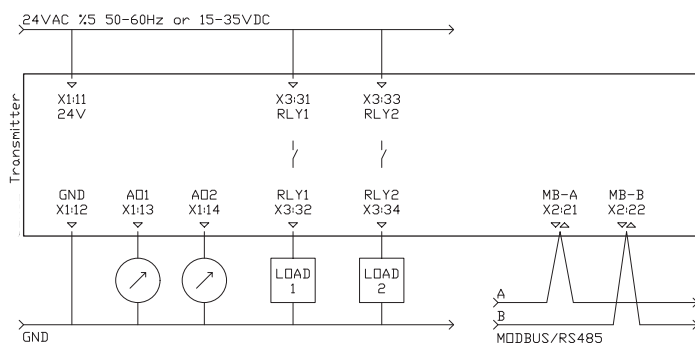 24VAC %5 50-60Hz or 15-35VDC
Transmitter
X1:11 X3:31 X3:33
24V RLY1 RLY2
GND AO1 AO2 RLY1 RLY2 MB-A MB-B
X1:12 X1:13 X1:14 X3:32 X3:34 X2:21 X2:22
LOAD LOAD
1 2
A
B
GND MODBUS/RS485